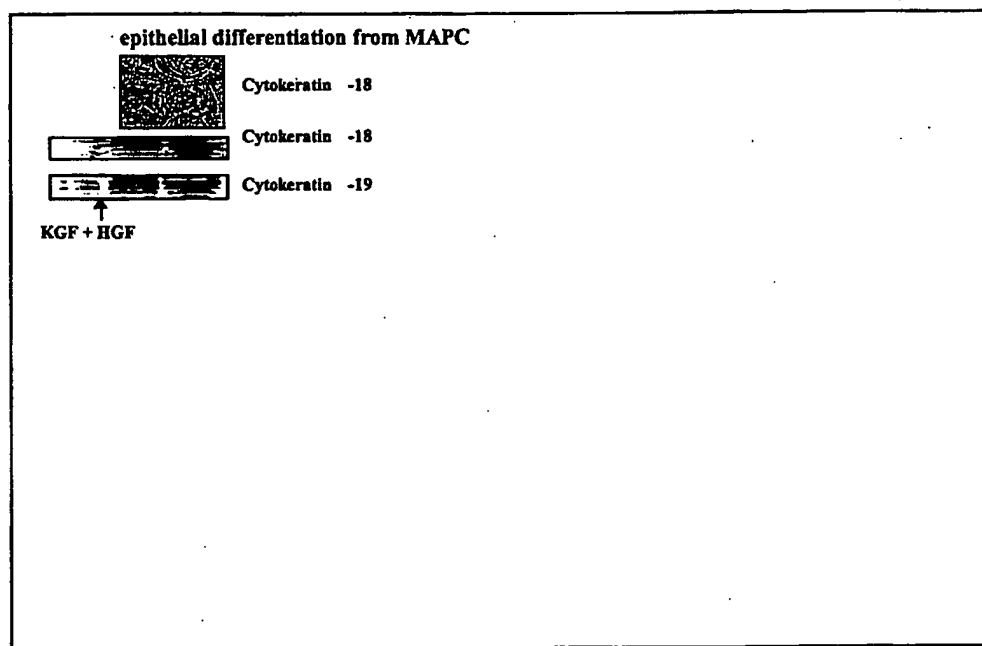 epithelial differentiation from MAPC
Cytokeratin -18
Cytokeratin -18
Cytokeratin -19
KGF + HGF